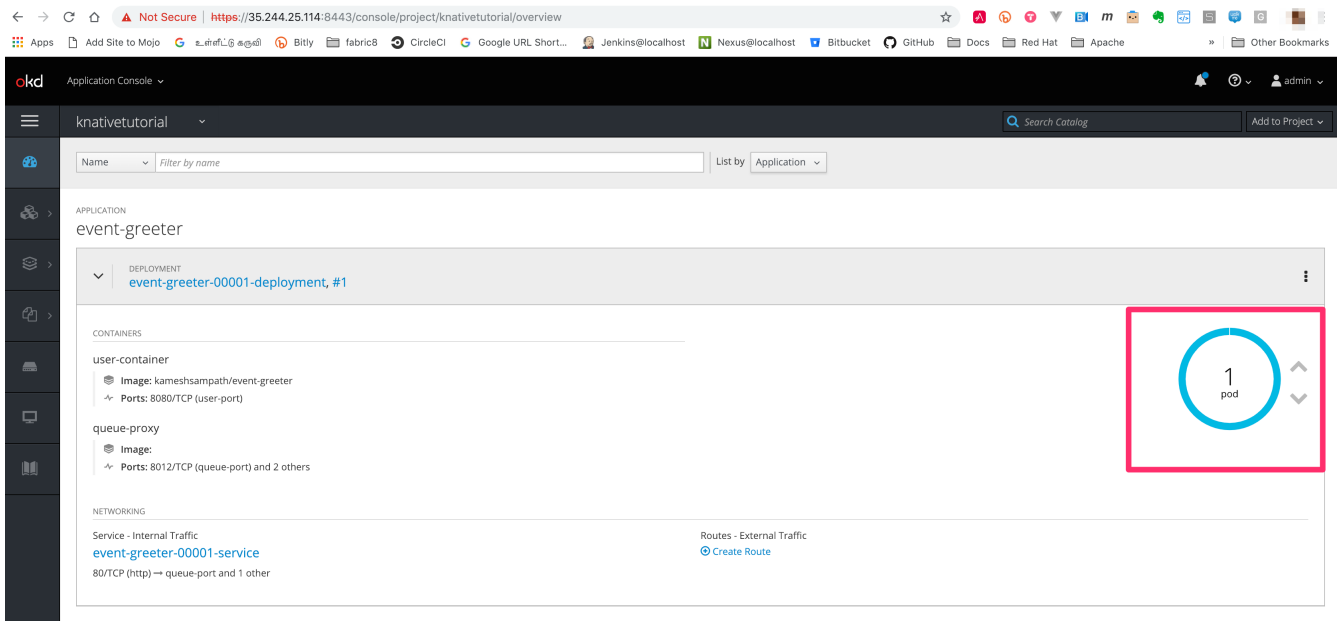 Not Secure | https://35.244.25.114:8443/console/project/knativetutorial/overview
Apps Add Site to Mojo உள்ளீட்டு கருவி Bitly fabric8 CircleCI Google URL Short... Jenkins@localhost Nexus@localhost Bitbucket GitHub Docs Red Hat Apache » Other Bookmarks
okd Application Console admin
knativetutorial Search Catalog Add to Project
Name Filter by name List by Application
APPLICATION
event-greeter
DEPLOYMENT
event-greeter-00001-deployment, #1
CONTAINERS
user-container
Image: kameshsampath/event-greeter
Ports: 8080/TCP (user-port)
1
pod
queue-proxy
Image:
Ports: 8012/TCP (queue-port) and 2 others
NETWORKING
Service - Internal Traffic
event-greeter-00001-service
80/TCP (http) → queue-port and 1 other
Routes - External Traffic
Create Route